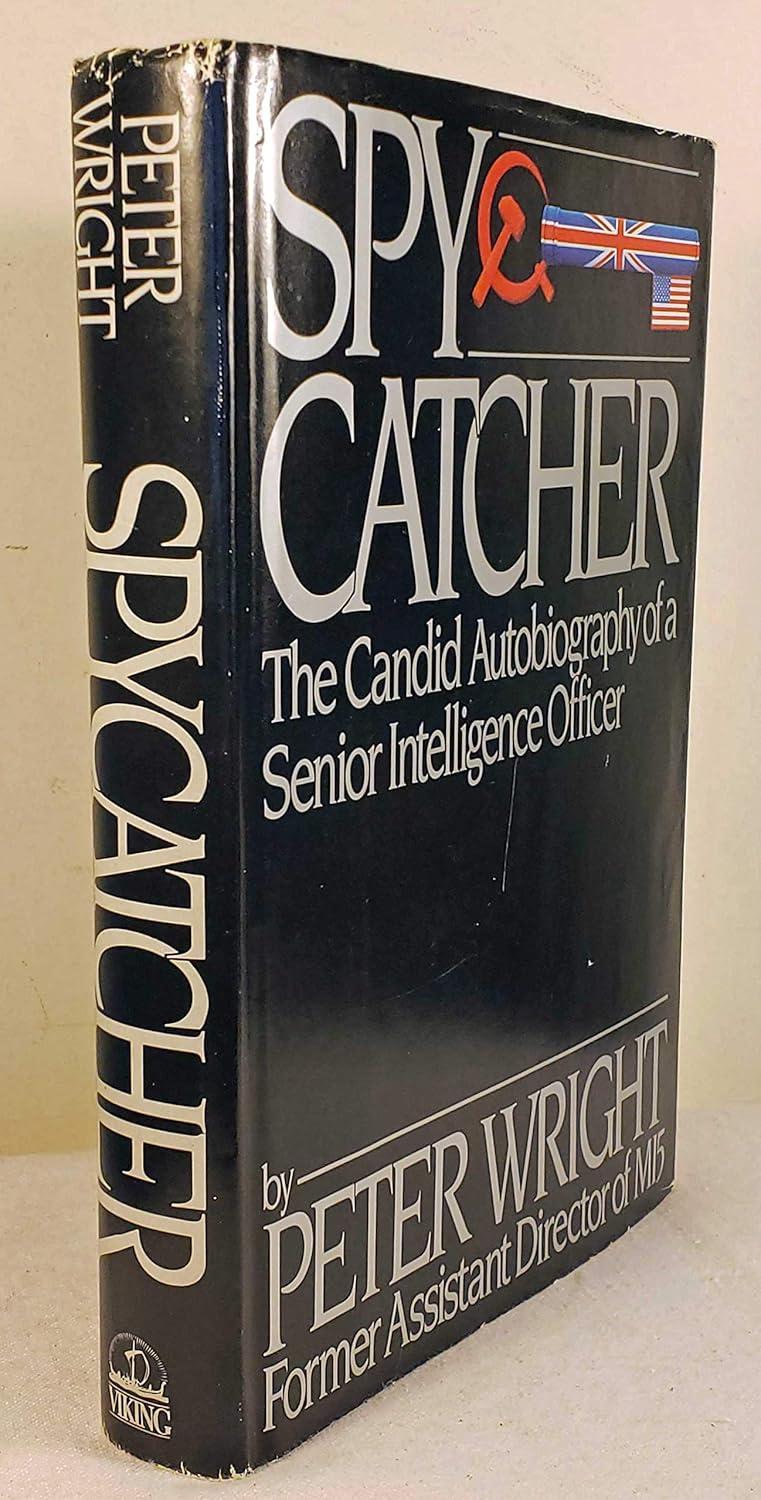 PETER
WRIGHT
SPYCATCHER
VIKING
SPY
CATCHER
The Candid Autobiography of a
Senior Intelligence Officer
by
PETER WRIGHT
Former Assistant Director of MI5